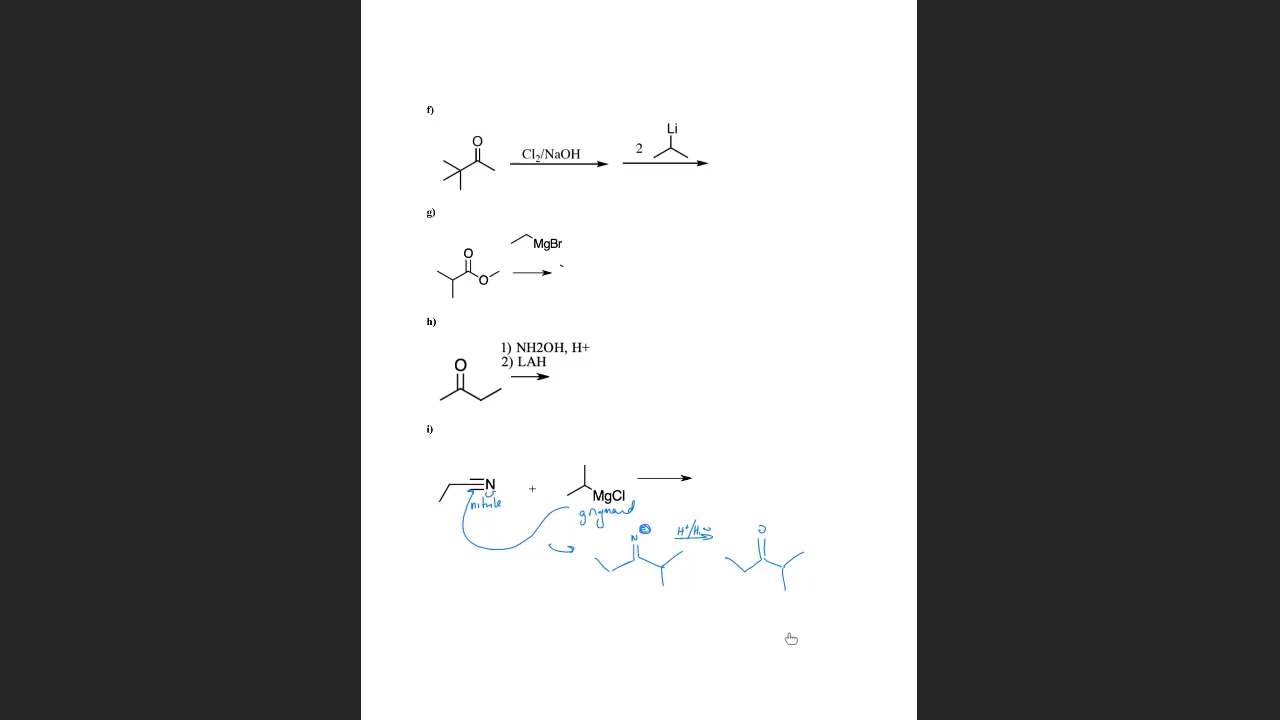 f)
O
Cl₂/NaOH
2
Li
g)
O
O
MgBr
h)
1) NH2OH, H+
2) LAH
O
i)
N
+
MgCl
nitrile
grignard
N ⊖
H⁺/H₂O
O